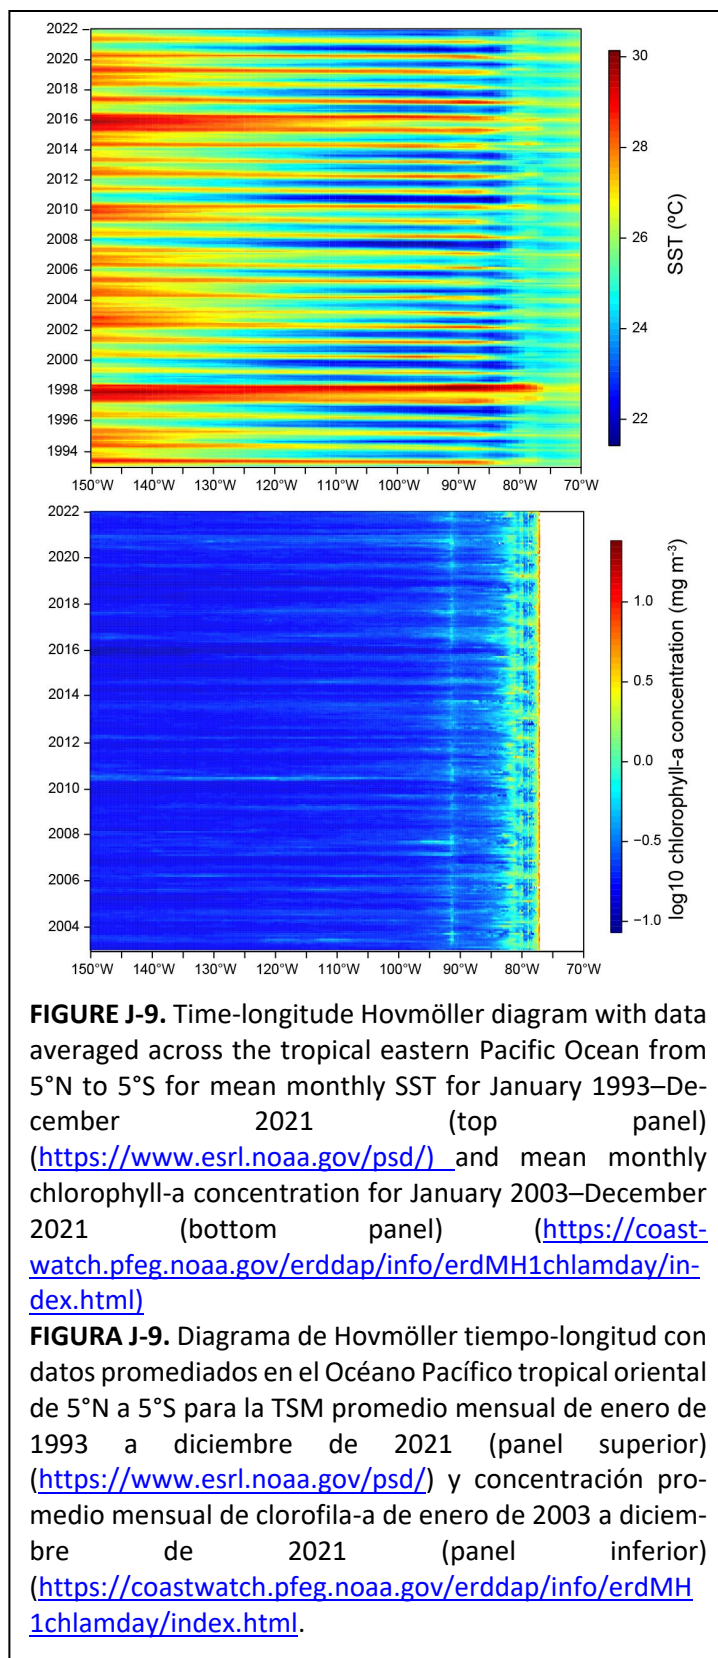 2022
2020
2018
2016
2014
2012
2010
2008
2006
2004
2002
2000
1998
1996
1994
150°W 140°W 130°W 120°W 110°W 100°W 90°W 80°W 70°W
30
28
26
24
22
SST (ºC)
2022
2020
2018
2016
2014
2012
2010
2008
2006
2004
150°W 140°W 130°W 120°W 110°W 100°W 90°W 80°W 70°W
1.0
0.5
0.0
−0.5
−1.0
log10 chlorophyll-a concentration (mg m⁻³)
FIGURE J-9. Time-longitude Hovmöller diagram with data
averaged across the tropical eastern Pacific Ocean from
5°N to 5°S for mean monthly SST for January 1993–De-
cember 2021 (top panel)
(https://www.esrl.noaa.gov/psd/) and mean monthly
chlorophyll-a concentration for January 2003–December
2021 (bottom panel) (https://coast-
watch.pfeg.noaa.gov/erddap/info/erdMH1chlamday/in-
dex.html)
FIGURA J-9. Diagrama de Hovmöller tiempo-longitud con
datos promediados en el Océano Pacífico tropical oriental
de 5°N a 5°S para la TSM promedio mensual de enero de
1993 a diciembre de 2021 (panel superior)
(https://www.esrl.noaa.gov/psd/) y concentración pro-
medio mensual de clorofila-a de enero de 2003 a diciem-
bre de 2021 (panel inferior)
(https://coastwatch.pfeg.noaa.gov/erddap/info/erdMH
1chlamday/index.html.